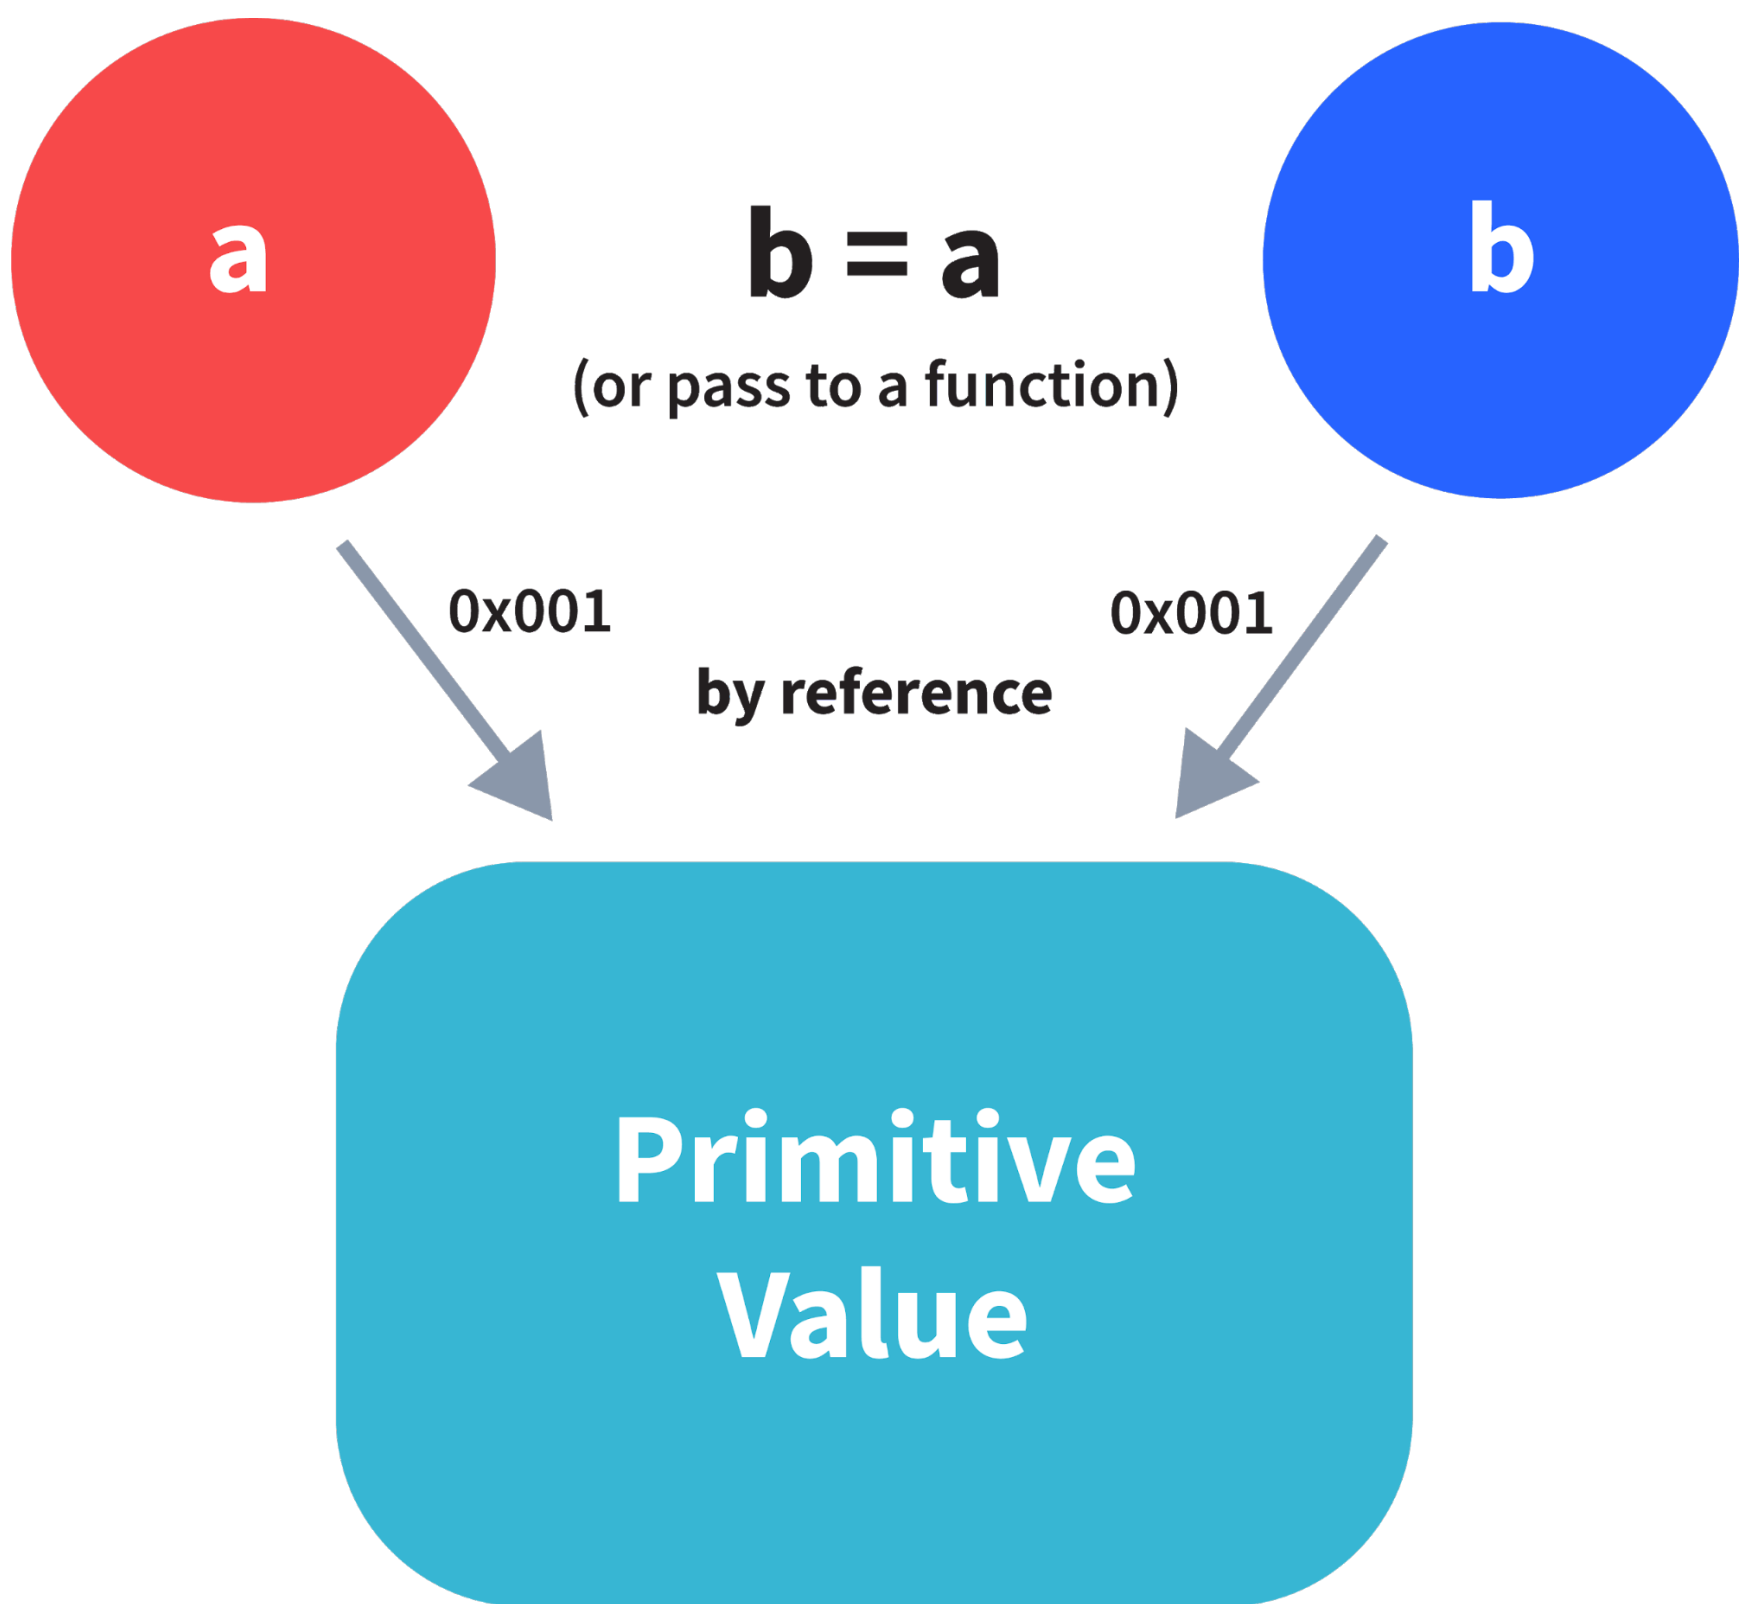 a
b = a
b
(or pass to a function)
0x001
0x001
by reference
Primitive
Value